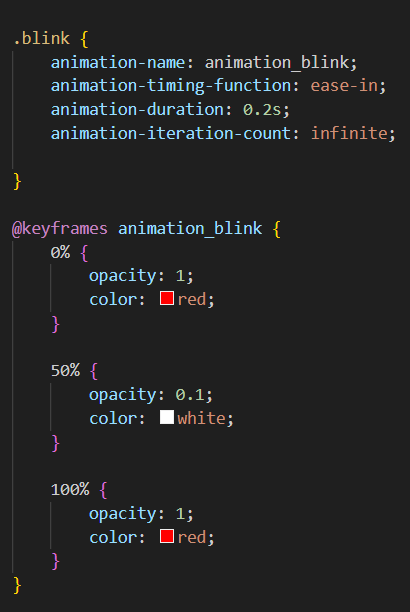 .blink {
    animation-name: animation_blink;
    animation-timing-function: ease-in;
    animation-duration: 0.2s;
    animation-iteration-count: infinite;
}
@keyframes animation_blink {
    0% {
        opacity: 1;
        color: red;
    }
    50% {
        opacity: 0.1;
        color: white;
    }
    100% {
        opacity: 1;
        color: red;
    }
}